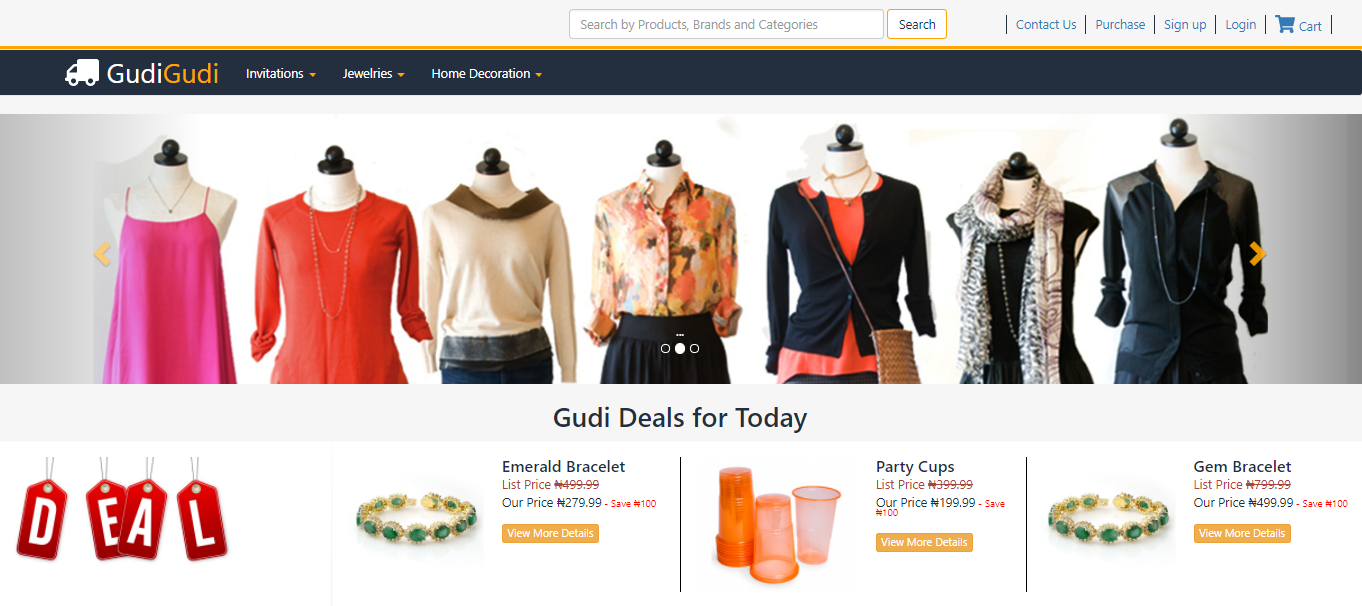 Search by Products, Brands and Categories
Search
Contact Us
Purchase
Sign up
Login
Cart
GudiGudi
Invitations
Jewelries
Home Decoration
...
Gudi Deals for Today
DEAL
Emerald Bracelet
List Price ₦499.99
Our Price ₦279.99 - Save ₦100
View More Details
Party Cups
List Price ₦399.99
Our Price ₦199.99 - Save
₦100
View More Details
Gem Bracelet
List Price ₦799.99
Our Price ₦499.99 - Save ₦100
View More Details